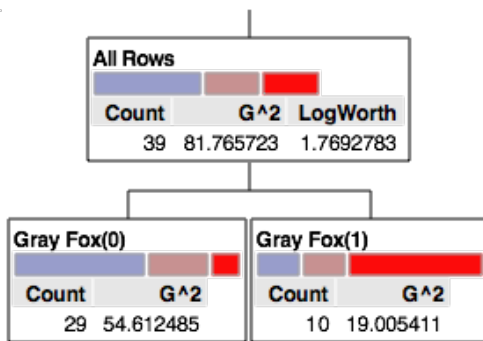 All Rows
Count G^2 LogWorth
39 81.765723 1.7692783
Gray Fox(0)
Count G^2
29 54.612485
Gray Fox(1)
Count G^2
10 19.005411